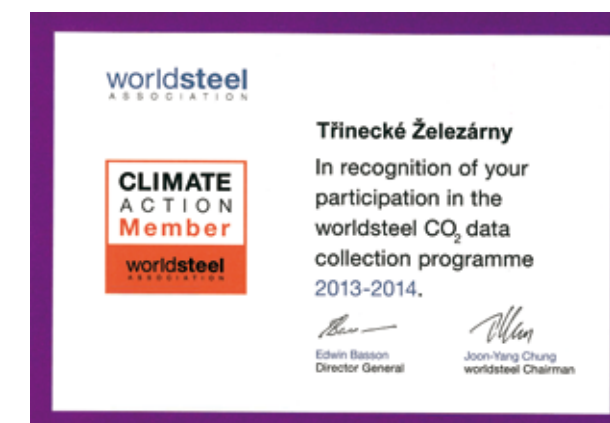 worldsteel
ASSOCIATION
CLIMATE
ACTION
Member
worldsteel
ASSOCIATION
Třinecké Železárny
In recognition of your
participation in the
worldsteel CO₂ data
collection programme
2013-2014.
Edwin Basson
Director General
Joon-Yang Chung
worldsteel Chairman